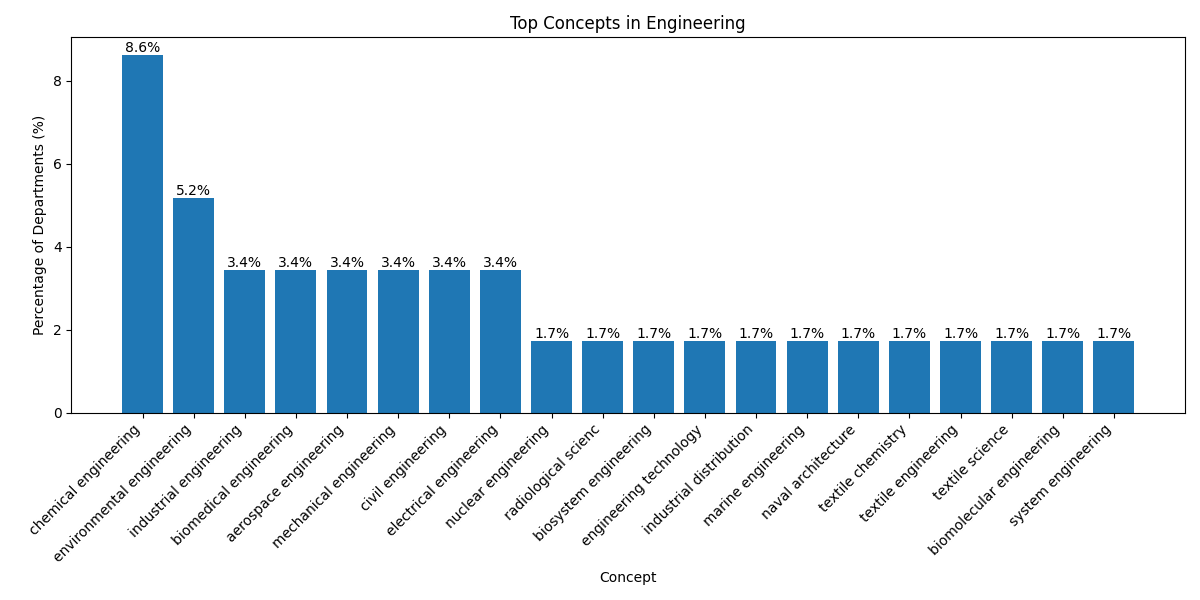 Top Concepts in Engineering
Percentage of Departments (%)
8
6
4
2
0
8.6%
5.2%
3.4%
3.4%
3.4%
3.4%
3.4%
3.4%
1.7%
1.7%
1.7%
1.7%
1.7%
1.7%
1.7%
1.7%
1.7%
1.7%
1.7%
1.7%
chemical engineering
environmental engineering
industrial engineering
biomedical engineering
aerospace engineering
mechanical engineering
civil engineering
electrical engineering
nuclear engineering
radiological scienc
biosystem engineering
engineering technology
industrial distribution
marine engineering
naval architecture
textile chemistry
textile engineering
textile science
biomolecular engineering
system engineering
Concept